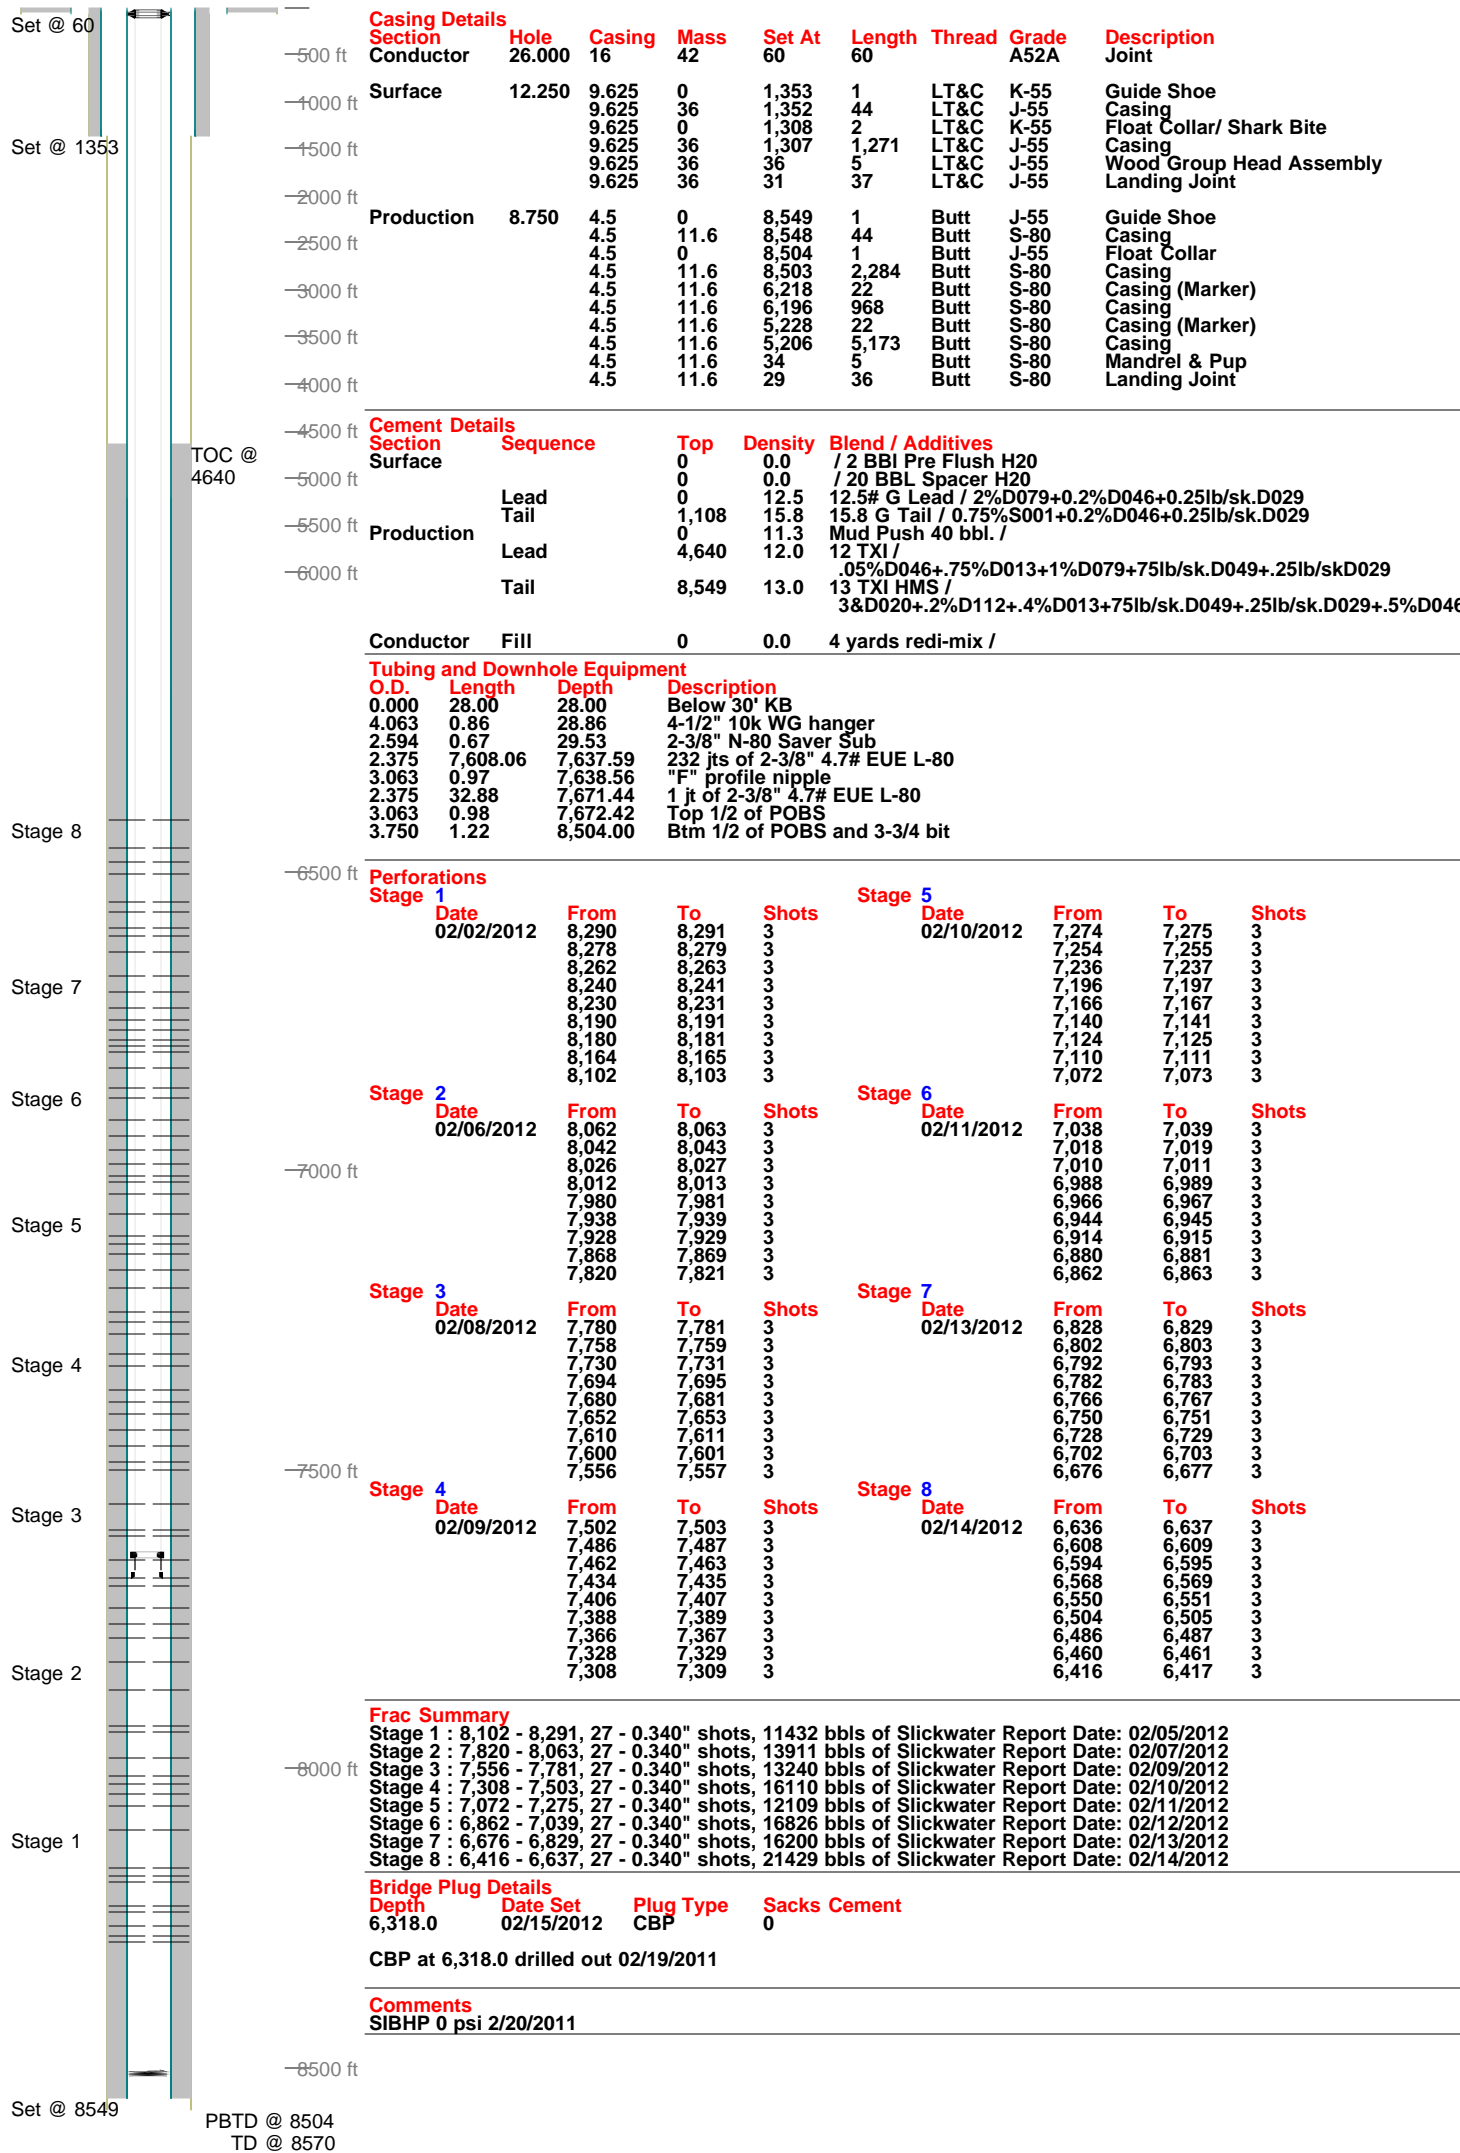 Set @ 60
Set @ 1353
TOC @
4640
Stage 8
Stage 7
Stage 6
Stage 5
Stage 4
Stage 3
Stage 2
Stage 1
Set @ 8549
PBTD @ 8504
TD @ 8570
500 ft
1000 ft
1500 ft
2000 ft
2500 ft
3000 ft
3500 ft
4000 ft
4500 ft
5000 ft
5500 ft
6000 ft
6500 ft
7000 ft
7500 ft
8000 ft
8500 ft
Casing Details
Section Hole Casing Mass Set At Length Thread Grade Description
Conductor 26.000 16 42 60 60 A52A Joint
Surface 12.250 9.625 0 1,353 1 LT&C K-55 Guide Shoe
9.625 36 1,352 44 LT&C J-55 Casing
9.625 0 1,308 2 LT&C K-55 Float Collar/ Shark Bite
9.625 36 1,307 1,271 LT&C J-55 Casing
9.625 36 36 5 LT&C J-55 Wood Group Head Assembly
9.625 36 31 37 LT&C J-55 Landing Joint
Production 8.750 4.5 0 8,549 1 Butt J-55 Guide Shoe
4.5 11.6 8,548 44 Butt S-80 Casing
4.5 0 8,504 1 Butt J-55 Float Collar
4.5 11.6 8,503 2,284 Butt S-80 Casing
4.5 11.6 6,218 22 Butt S-80 Casing (Marker)
4.5 11.6 6,196 968 Butt S-80 Casing
4.5 11.6 5,228 22 Butt S-80 Casing (Marker)
4.5 11.6 5,206 5,173 Butt S-80 Casing
4.5 11.6 34 5 Butt S-80 Mandrel & Pup
4.5 11.6 29 36 Butt S-80 Landing Joint
Cement Details
Section Sequence Top Density Blend / Additives
Surface 0 0.0 / 2 BBl Pre Flush H20
0 0.0 / 20 BBL Spacer H20
Lead 0 12.5 12.5# G Lead / 2%D079+0.2%D046+0.25lb/sk.D029
Tail 1,108 15.8 15.8 G Tail / 0.75%S001+0.2%D046+0.25lb/sk.D029
Production 0 11.3 Mud Push 40 bbl. /
Lead 4,640 12.0 12 TXI /
.05%D046+.75%D013+1%D079+75lb/sk.D049+.25lb/skD029
Tail 8,549 13.0 13 TXI HMS /
3&D020+.2%D112+.4%D013+75lb/sk.D049+.25lb/sk.D029+.5%D046
Conductor Fill 0 0.0 4 yards redi-mix /
Tubing and Downhole Equipment
O.D. Length Depth Description
0.000 28.00 28.00 Below 30' KB
4.063 0.86 28.86 4-1/2" 10k WG hanger
2.594 0.67 29.53 2-3/8" N-80 Saver Sub
2.375 7,608.06 7,637.59 232 jts of 2-3/8" 4.7# EUE L-80
3.063 0.97 7,638.56 "F" profile nipple
2.375 32.88 7,671.44 1 jt of 2-3/8" 4.7# EUE L-80
3.063 0.98 7,672.42 Top 1/2 of POBS
3.750 1.22 8,504.00 Btm 1/2 of POBS and 3-3/4 bit
Perforations
Stage 1
Date From To Shots
02/02/2012 8,290 8,291 3
8,278 8,279 3
8,262 8,263 3
8,240 8,241 3
8,230 8,231 3
8,190 8,191 3
8,180 8,181 3
8,164 8,165 3
8,102 8,103 3
Stage 2
Date From To Shots
02/06/2012 8,062 8,063 3
8,042 8,043 3
8,026 8,027 3
8,012 8,013 3
7,980 7,981 3
7,938 7,939 3
7,928 7,929 3
7,868 7,869 3
7,820 7,821 3
Stage 3
Date From To Shots
02/08/2012 7,780 7,781 3
7,758 7,759 3
7,730 7,731 3
7,694 7,695 3
7,680 7,681 3
7,652 7,653 3
7,610 7,611 3
7,600 7,601 3
7,556 7,557 3
Stage 4
Date From To Shots
02/09/2012 7,502 7,503 3
7,486 7,487 3
7,462 7,463 3
7,434 7,435 3
7,406 7,407 3
7,388 7,389 3
7,366 7,367 3
7,328 7,329 3
7,308 7,309 3
Stage 5
Date From To Shots
02/10/2012 7,274 7,275 3
7,254 7,255 3
7,236 7,237 3
7,196 7,197 3
7,166 7,167 3
7,140 7,141 3
7,124 7,125 3
7,110 7,111 3
7,072 7,073 3
Stage 6
Date From To Shots
02/11/2012 7,038 7,039 3
7,018 7,019 3
7,010 7,011 3
6,988 6,989 3
6,966 6,967 3
6,944 6,945 3
6,914 6,915 3
6,880 6,881 3
6,862 6,863 3
Stage 7
Date From To Shots
02/13/2012 6,828 6,829 3
6,802 6,803 3
6,792 6,793 3
6,782 6,783 3
6,766 6,767 3
6,750 6,751 3
6,728 6,729 3
6,702 6,703 3
6,676 6,677 3
Stage 8
Date From To Shots
02/14/2012 6,636 6,637 3
6,608 6,609 3
6,594 6,595 3
6,568 6,569 3
6,550 6,551 3
6,504 6,505 3
6,486 6,487 3
6,460 6,461 3
6,416 6,417 3
Frac Summary
Stage 1 : 8,102 - 8,291, 27 - 0.340" shots, 11432 bbls of Slickwater Report Date: 02/05/2012
Stage 2 : 7,820 - 8,063, 27 - 0.340" shots, 13911 bbls of Slickwater Report Date: 02/07/2012
Stage 3 : 7,556 - 7,781, 27 - 0.340" shots, 13240 bbls of Slickwater Report Date: 02/09/2012
Stage 4 : 7,308 - 7,503, 27 - 0.340" shots, 16110 bbls of Slickwater Report Date: 02/10/2012
Stage 5 : 7,072 - 7,275, 27 - 0.340" shots, 12109 bbls of Slickwater Report Date: 02/11/2012
Stage 6 : 6,862 - 7,039, 27 - 0.340" shots, 16826 bbls of Slickwater Report Date: 02/12/2012
Stage 7 : 6,676 - 6,829, 27 - 0.340" shots, 16200 bbls of Slickwater Report Date: 02/13/2012
Stage 8 : 6,416 - 6,637, 27 - 0.340" shots, 21429 bbls of Slickwater Report Date: 02/14/2012
Bridge Plug Details
Depth Date Set Plug Type Sacks Cement
6,318.0 02/15/2012 CBP 0
CBP at 6,318.0 drilled out 02/19/2011
Comments
SIBHP 0 psi 2/20/2011